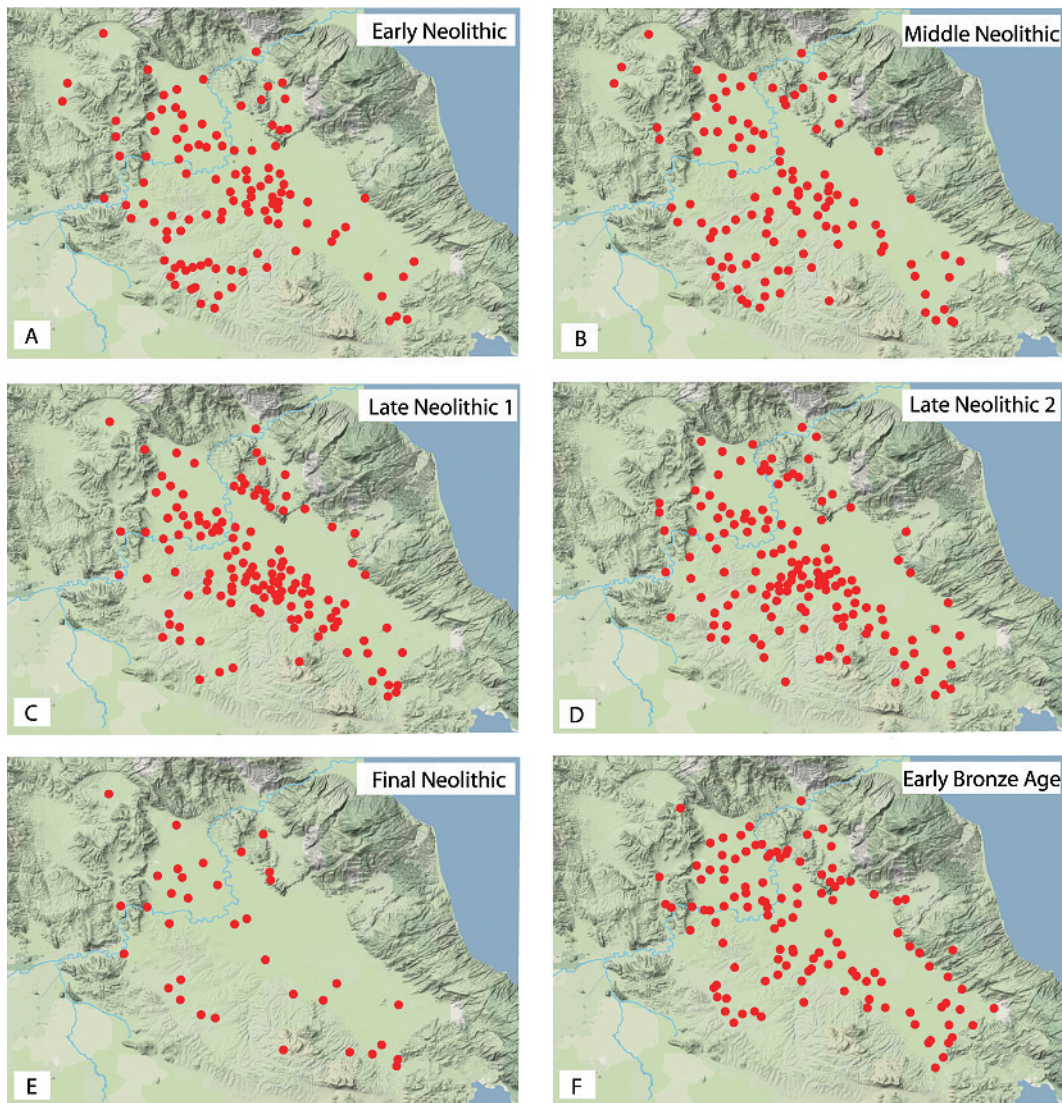 Early Neolithic
A
Middle Neolithic
B
Late Neolithic 1
C
Late Neolithic 2
D
Final Neolithic
E
Early Bronze Age
F